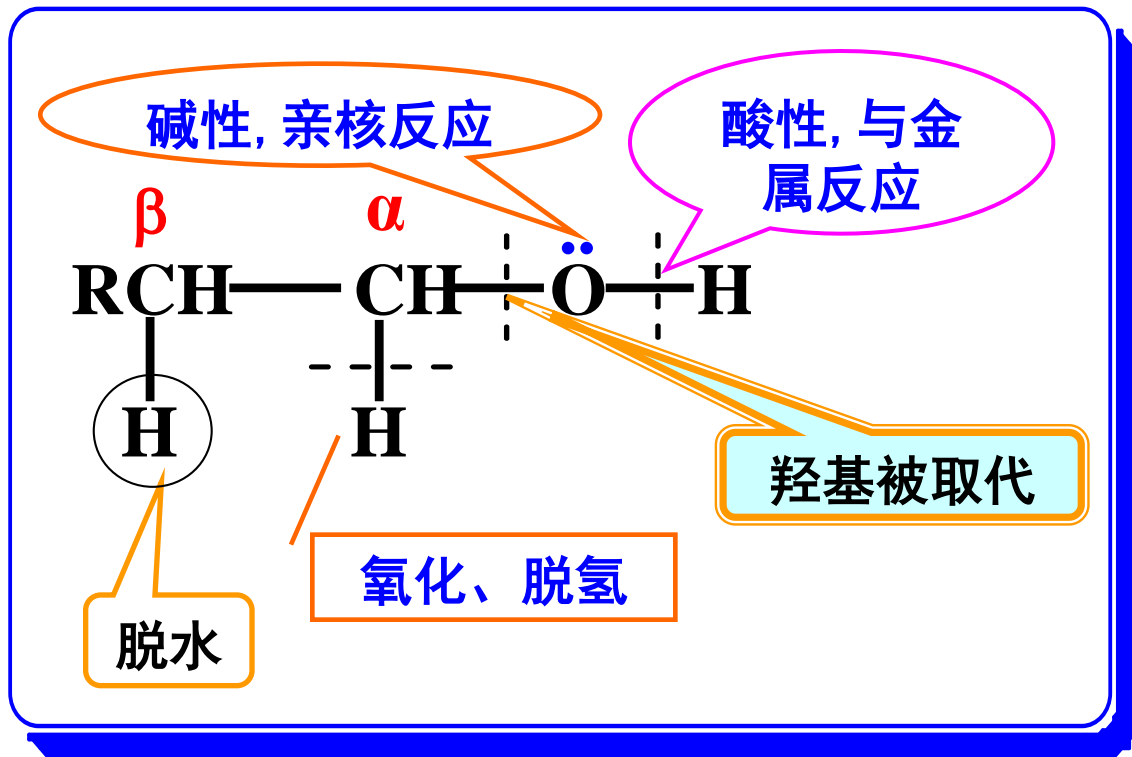 碱性, 亲核反应
酸性, 与金
属反应
β
α
RCH CH O H
H
H
羟基被取代
氧化、脱氢
脱水